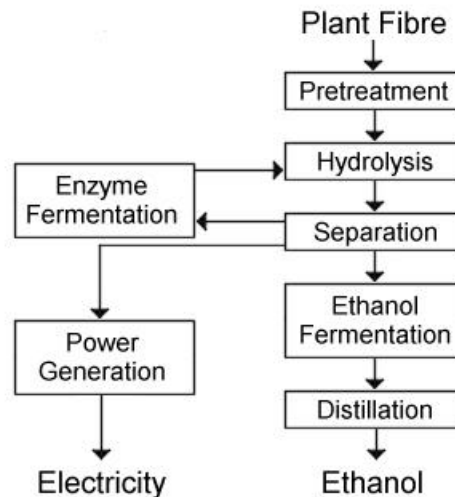 Plant Fibre
Pretreatment
Hydrolysis
Enzyme
Fermentation
Separation
Ethanol
Fermentation
Power
Generation
Distillation
Electricity
Ethanol